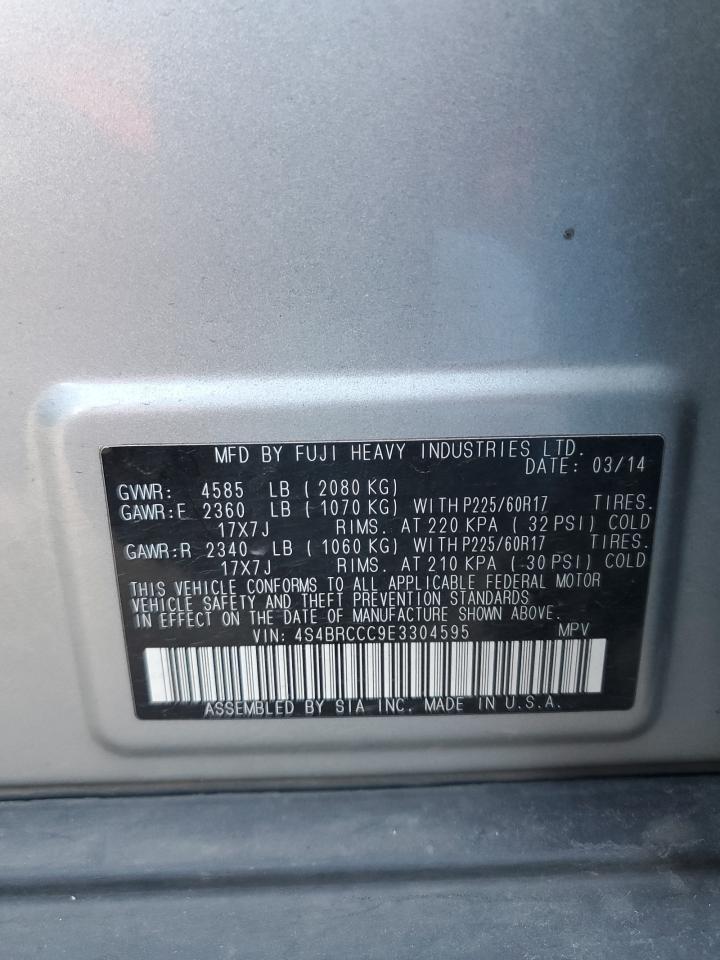 MFD BY FUJI HEAVY INDUSTRIES LTD.
DATE: 03/14
GVWR: 4585 LB ( 2080 KG)
GAWR:F 2360 LB ( 1070 KG) WITH P225/60R17 TIRES.
17X7J RIMS. AT 220 KPA ( 32 PSI) COLD
GAWR:R 2340 LB ( 1060 KG) WITH P225/60R17 TIRES.
17X7J RIMS. AT 210 KPA ( 30 PSI) COLD
THIS VEHICLE CONFORMS TO ALL APPLICABLE FEDERAL MOTOR
VEHICLE SAFETY AND THEFT PREVENTION STANDARDS
IN EFFECT ON THE DATE OF MANUFACTURE SHOWN ABOVE.
VIN: 4S4BRCCC9E3304595 MPV
ASSEMBLED BY SIA INC. MADE IN U.S.A.